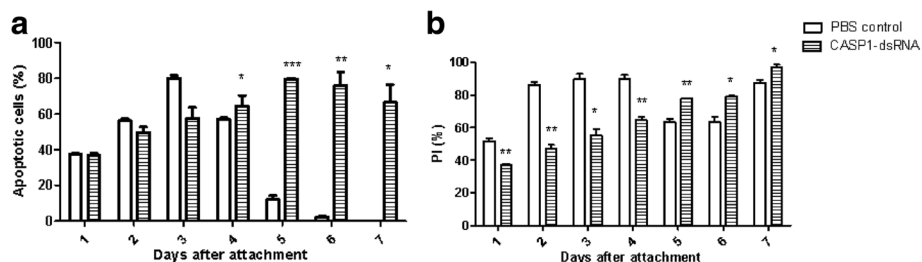 a
Apoptotic cells (%)
100
80
60
40
20
0
*
***
**
*
1 2 3 4 5 6 7
Days after attachment
b
PI (%)
100
80
60
40
20
0
**
**
*
**
**
*
*
1 2 3 4 5 6 7
Days after attachment
PBS control
CASP1-dsRNA